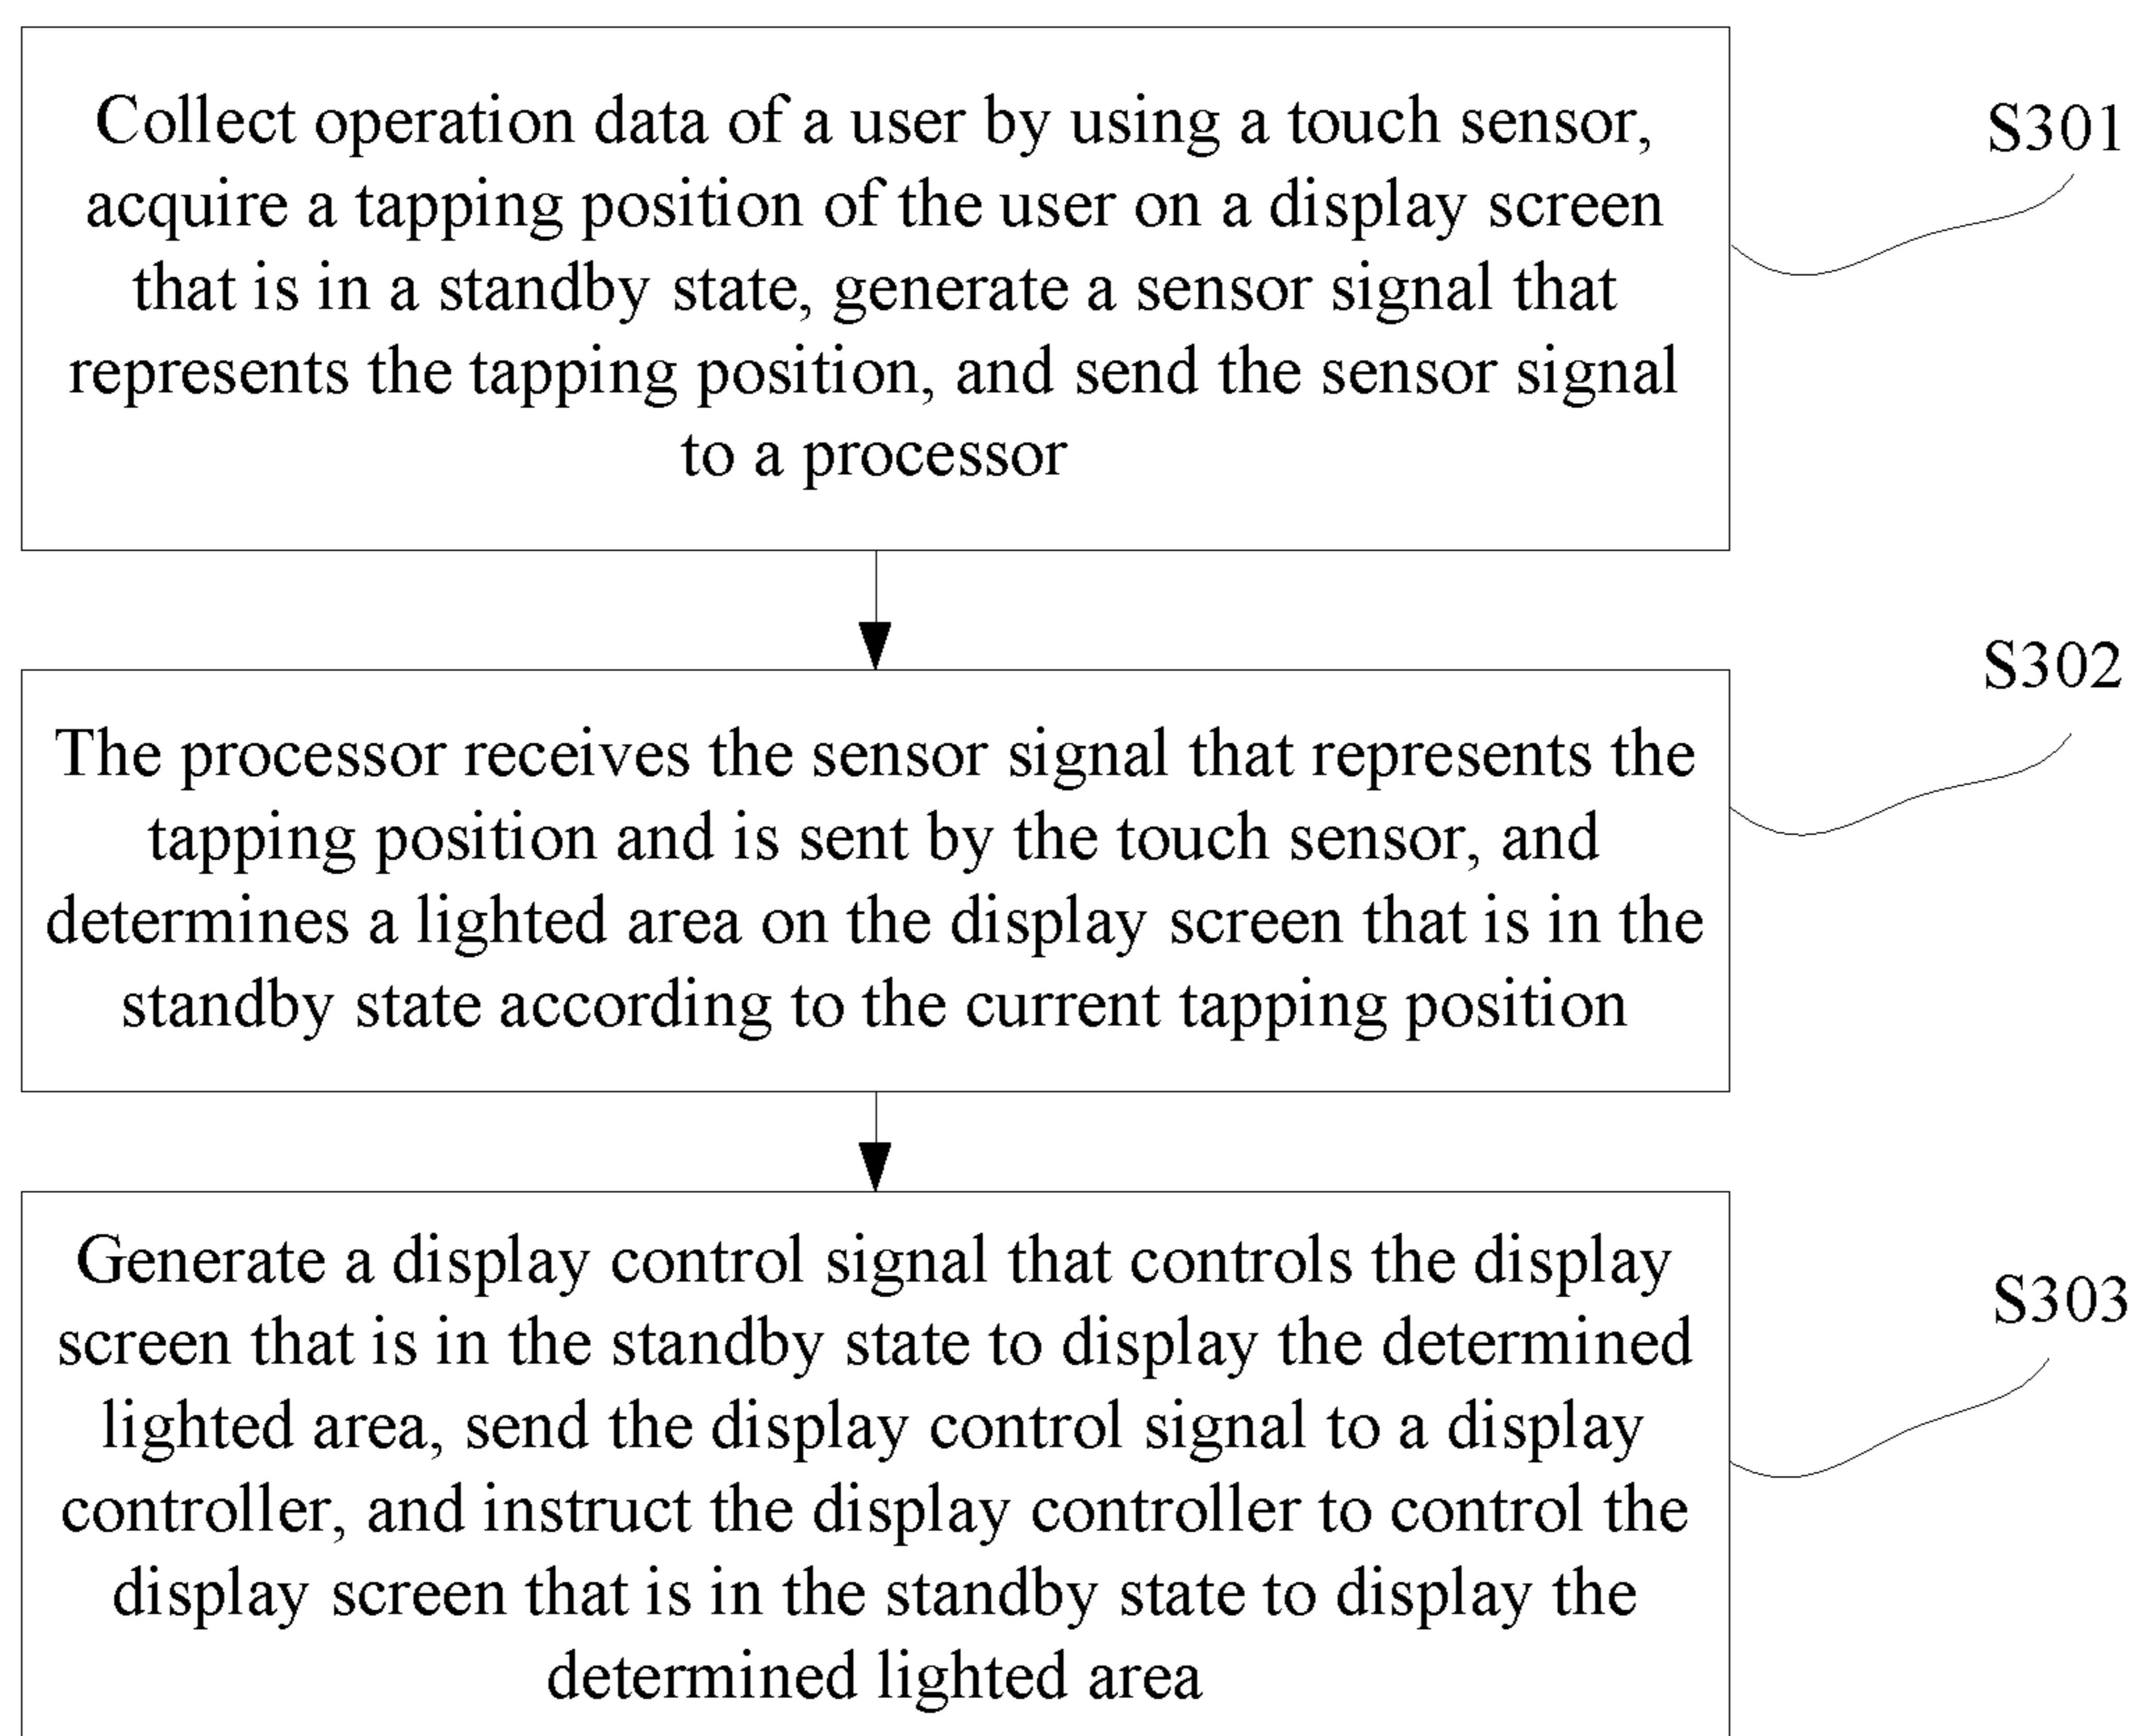 Collect operation data of a user by using a touch sensor,
acquire a tapping position of the user on a display screen
that is in a standby state, generate a sensor signal that
represents the tapping position, and send the sensor signal
to a processor
S301
The processor receives the sensor signal that represents the
tapping position and is sent by the touch sensor, and
determines a lighted area on the display screen that is in the
standby state according to the current tapping position
S302
Generate a display control signal that controls the display
screen that is in the standby state to display the determined
lighted area, send the display control signal to a display
controller, and instruct the display controller to control the
display screen that is in the standby state to display the
determined lighted area
S303